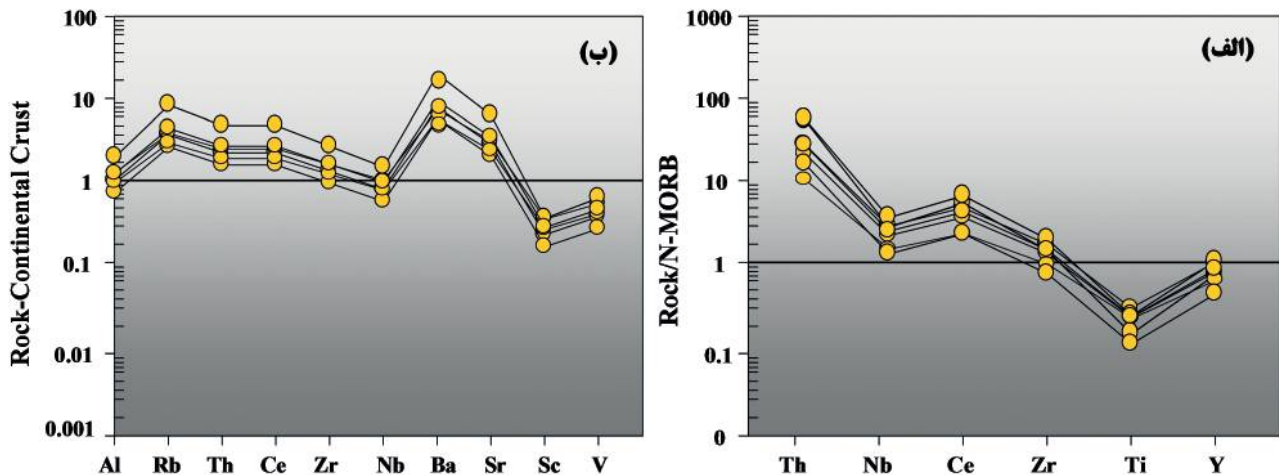 100
10
1
0.1
0.01
0.001
Rock-Continental Crust
(ب)
Al Rb Th Ce Zr Nb Ba Sr Sc V
1000
100
10
1
0.1
0
Rock/N-MORB
(الف)
Th Nb Ce Zr Ti Y